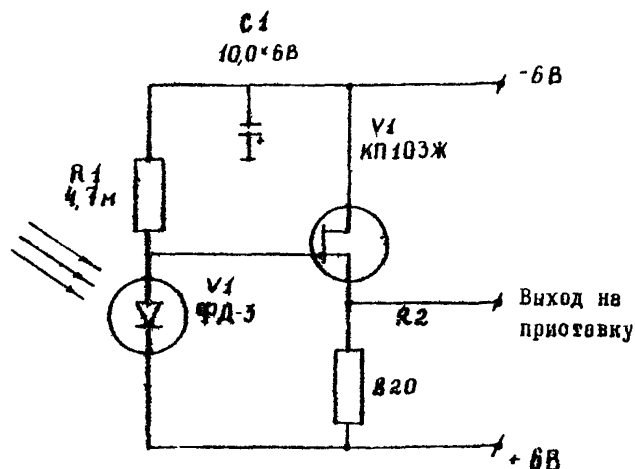 C1
10,0×6В
-6В
V1
КП103Ж
R1
4,7м
V1
ФД-3
R2
Выход на
приставку
820
+ 6В